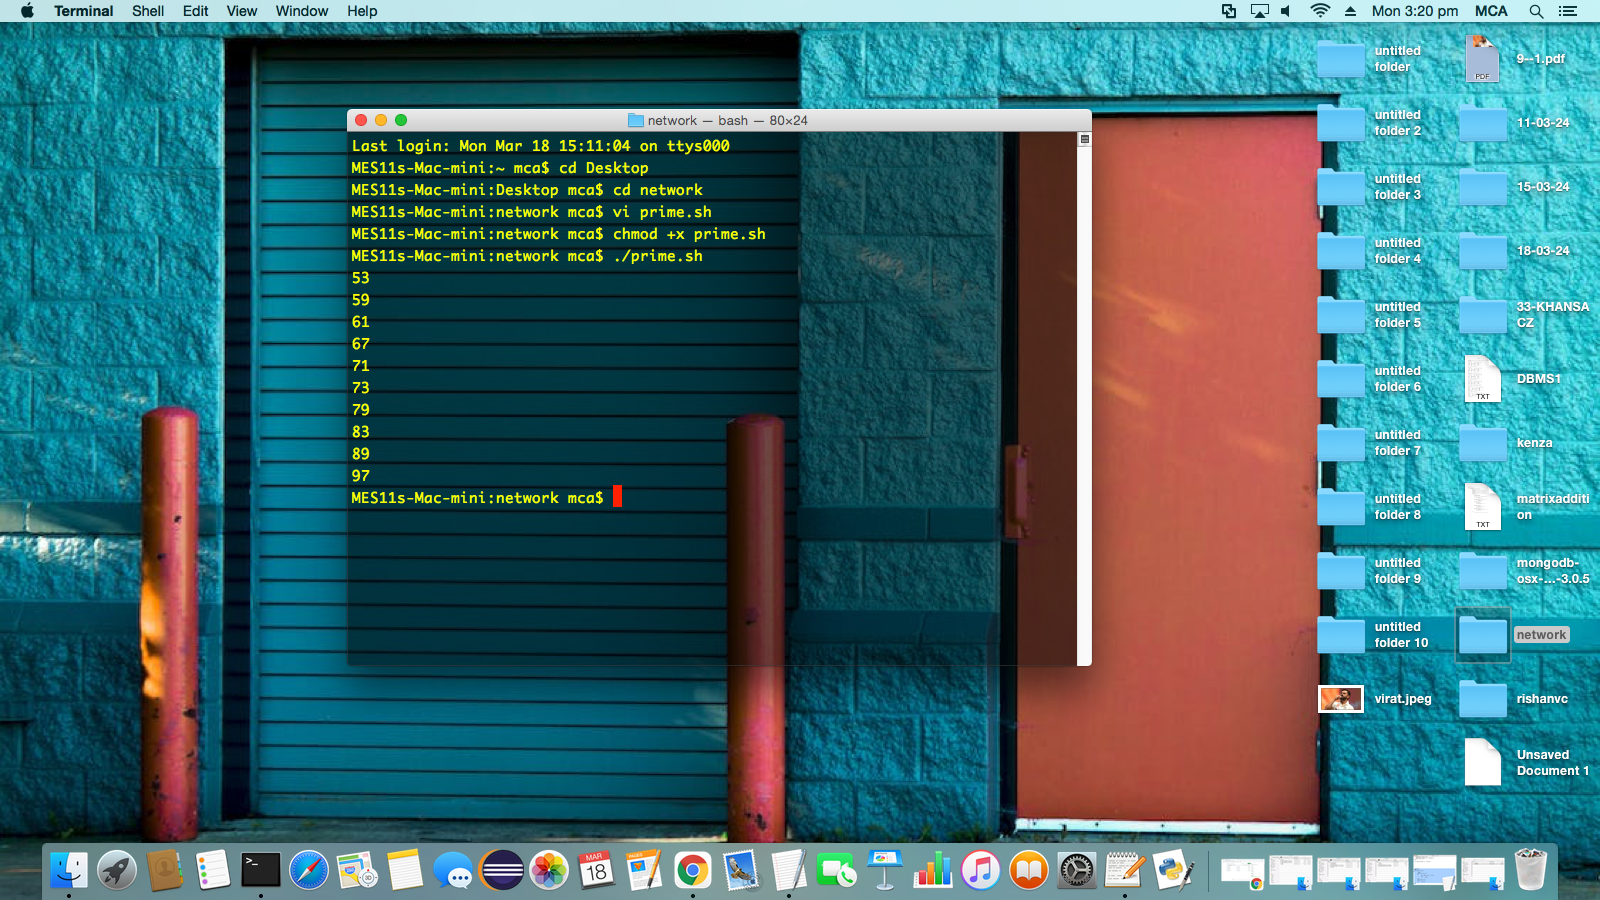 Terminal Shell Edit View Window Help
Mon 3:20 pm MCA
network — bash — 80×24
Last login: Mon Mar 18 15:11:04 on ttys000
MES11s-Mac-mini:~ mca$ cd Desktop
MES11s-Mac-mini:Desktop mca$ cd network
MES11s-Mac-mini:network mca$ vi prime.sh
MES11s-Mac-mini:network mca$ chmod +x prime.sh
MES11s-Mac-mini:network mca$ ./prime.sh
53
59
61
67
71
73
79
83
89
97
MES11s-Mac-mini:network mca$
untitled
folder
untitled
folder 2
untitled
folder 3
untitled
folder 4
untitled
folder 5
untitled
folder 6
untitled
folder 7
untitled
folder 8
untitled
folder 9
untitled
folder 10
virat.jpeg
PDF
9--1.pdf
11-03-24
15-03-24
18-03-24
33-KHANSA
CZ
TXT
DBMS1
kenza
TXT
matrixadditi
on
mongodb-
osx-...-3.0.5
network
rishanvc
Unsaved
Document 1
>_
MAR
18